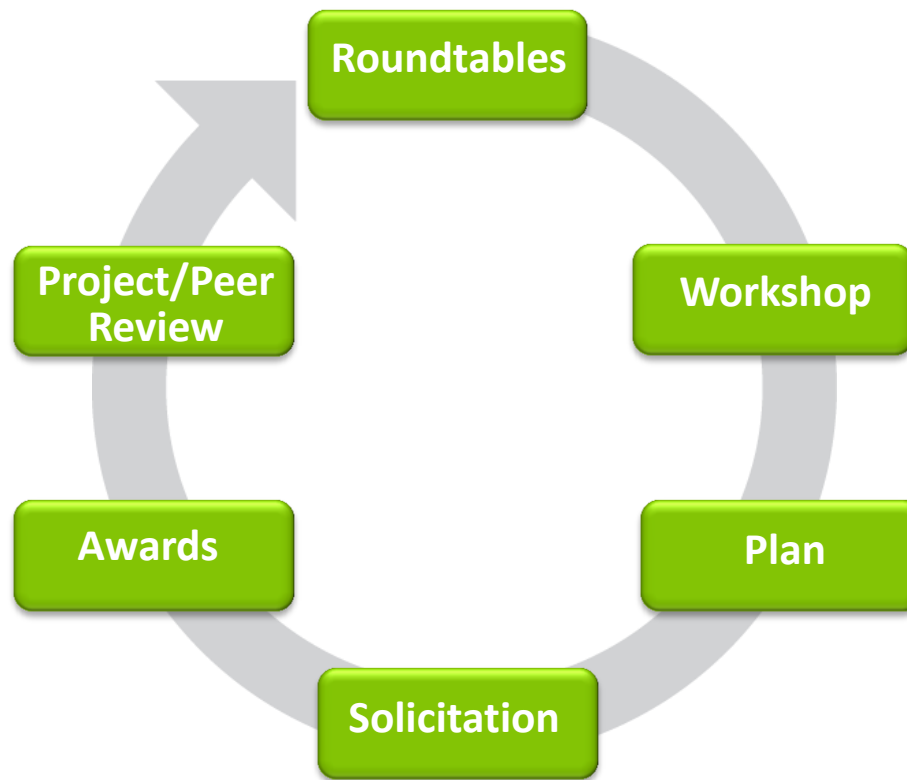 Roundtables
Workshop
Plan
Solicitation
Awards
Project/Peer
Review